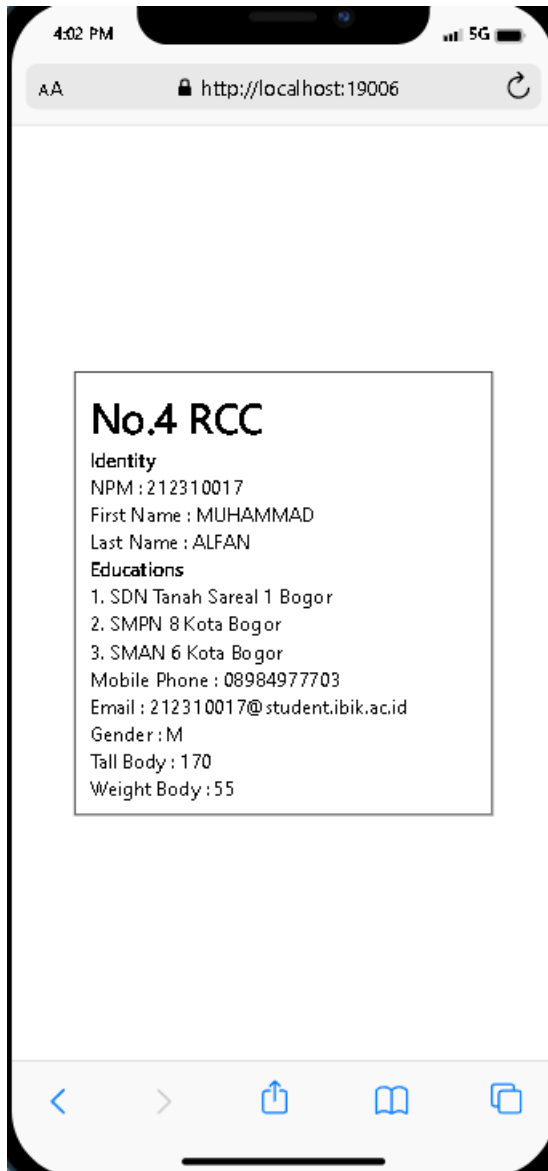 4:02 PM 5G
AA http://localhost:19006
No.4 RCC
Identity
NPM : 212310017
First Name : MUHAMMAD
Last Name : ALFAN
Educations
1. SDN Tanah Sareal 1 Bogor
2. SMPN 8 Kota Bogor
3. SMAN 6 Kota Bogor
Mobile Phone : 08984977703
Email : 212310017@student.ibik.ac.id
Gender : M
Tall Body : 170
Weight Body : 55